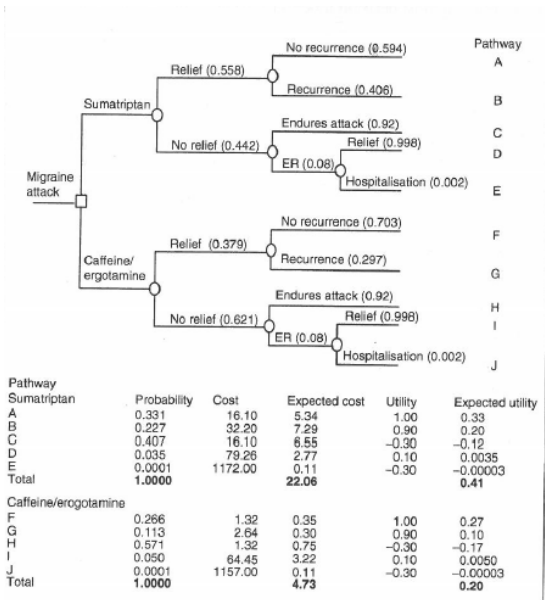 No recurrence (0.594)
Pathway
A
Relief (0.558)
Recurrence (0.406)
B
Sumatriptan
Endures attack (0.92)
C
Relief (0.998)
D
No relief (0.442)
ER (0.08)
Hospitalisation (0.002)
E
Migraine
attack
No recurrence (0.703)
F
Relief (0.379)
Caffeine/
ergotamine
Recurrence (0.297)
G
Endures attack (0.92)
H
Relief (0.998)
I
No relief (0.621)
ER (0.08)
Hospitalisation (0.002)
J
Pathway
Sumatriptan Probability Cost Expected cost Utility Expected utility
A 0.331 16.10 5.34 1.00 0.33
B 0.227 32.20 7.29 0.90 0.20
C 0.407 16.10 6.55 –0.30 –0.12
D 0.035 79.26 2.77 0.10 0.0035
E 0.0001 1172.00 0.11 –0.30 –0.00003
Total 1.0000 22.06 0.41
Caffeine/erogotamine
F 0.266 1.32 0.35 1.00 0.27
G 0.113 2.64 0.30 0.90 0.10
H 0.571 1.32 0.75 –0.30 –0.17
I 0.050 64.45 3.22 0.10 0.0050
J 0.0001 1157.00 0.11 –0.30 –0.00003
Total 1.0000 4.73 0.20